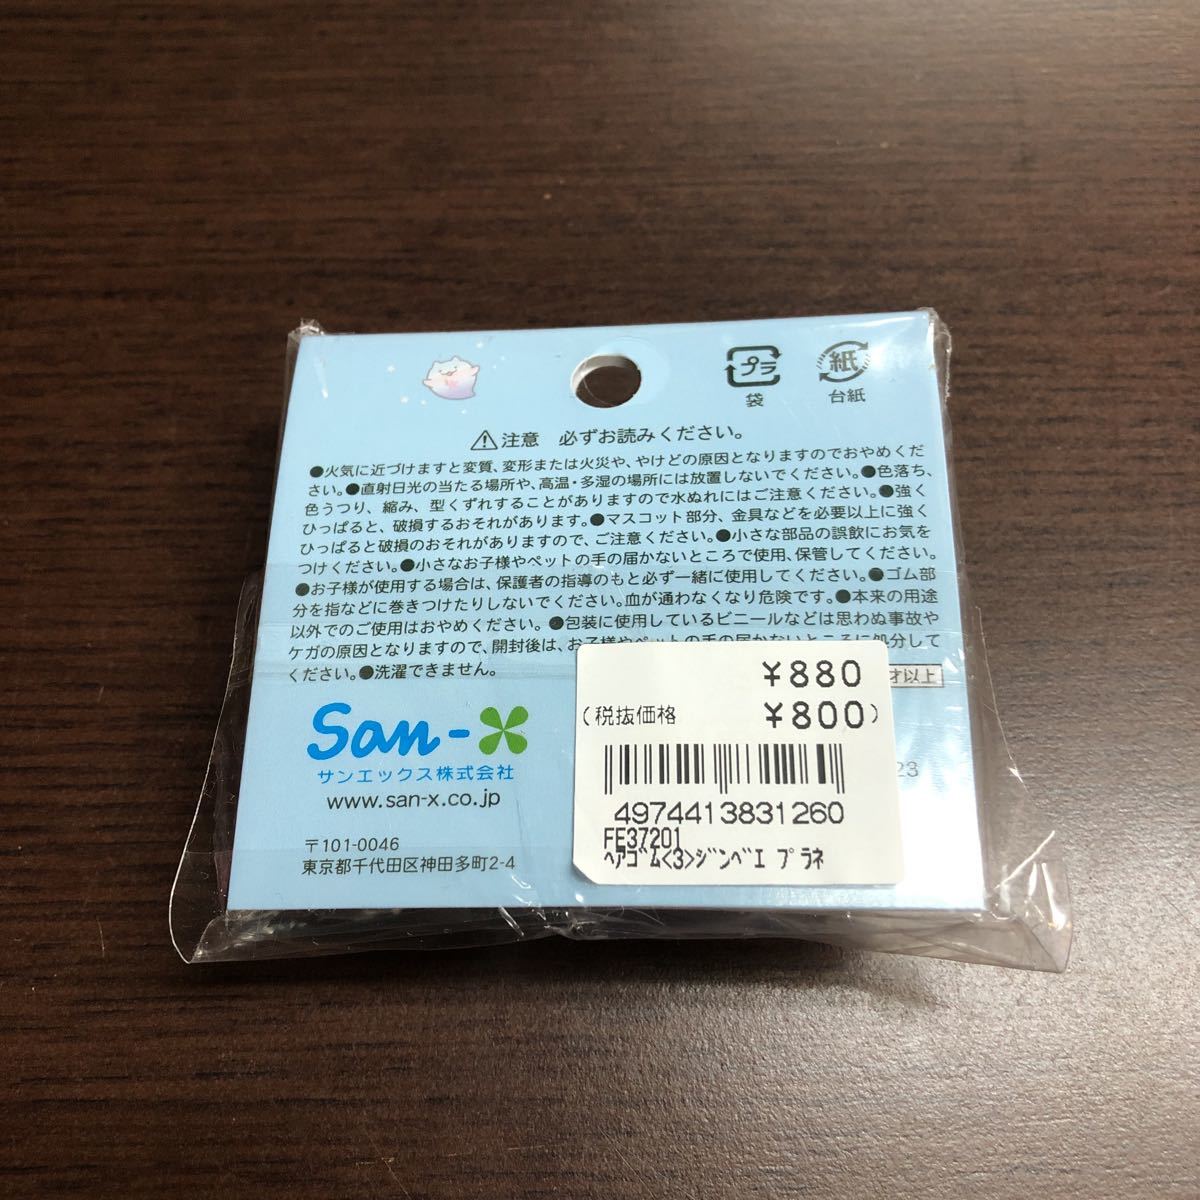 プラ
袋
紙
台紙
注意 必ずお読みください。
●火気に近づけますと変質、変形または火災や、やけどの原因となりますのでおやめくだ
さい。●直射日光の当たる場所や、高温・多湿の場所には放置しないでください。●色落ち、
色うつり、縮み、型くずれすることがありますので水ぬれにはご注意ください。●強く
ひっぱると、破損するおそれがあります。●マスコット部分、金具などを必要以上に強く
ひっぱると破損のおそれがありますので、ご注意ください。●小さな部品の誤飲にお気を
つけください。●小さなお子様やペットの手の届かないところで使用、保管してください。
●お子様が使用する場合は、保護者の指導のもと必ず一緒に使用してください。●ゴム部
分を指などに巻きつけたりしないでください。血が通わなくなり危険です。●本来の用途
以外でのご使用はおやめください。●包装に使用しているビニールなどは思わぬ事故や
ケガの原因となりますので、開封後は、お子様やペットの手の届かないところに処分して
ください。●洗濯できません。
才以上
¥880
(税抜価格 ¥800)
San-X
サンエックス株式会社
www.san-x.co.jp
23
4974413831260
FE37201
ヘアゴム<3>ジンベエ プラネ
〒101-0046
東京都千代田区神田多町2-4